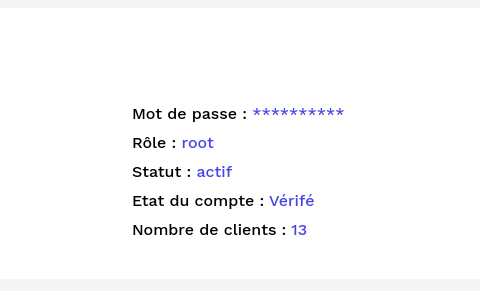 Mot de passe : **********
Rôle : root
Statut : actif
Etat du compte : Vérifé
Nombre de clients : 13